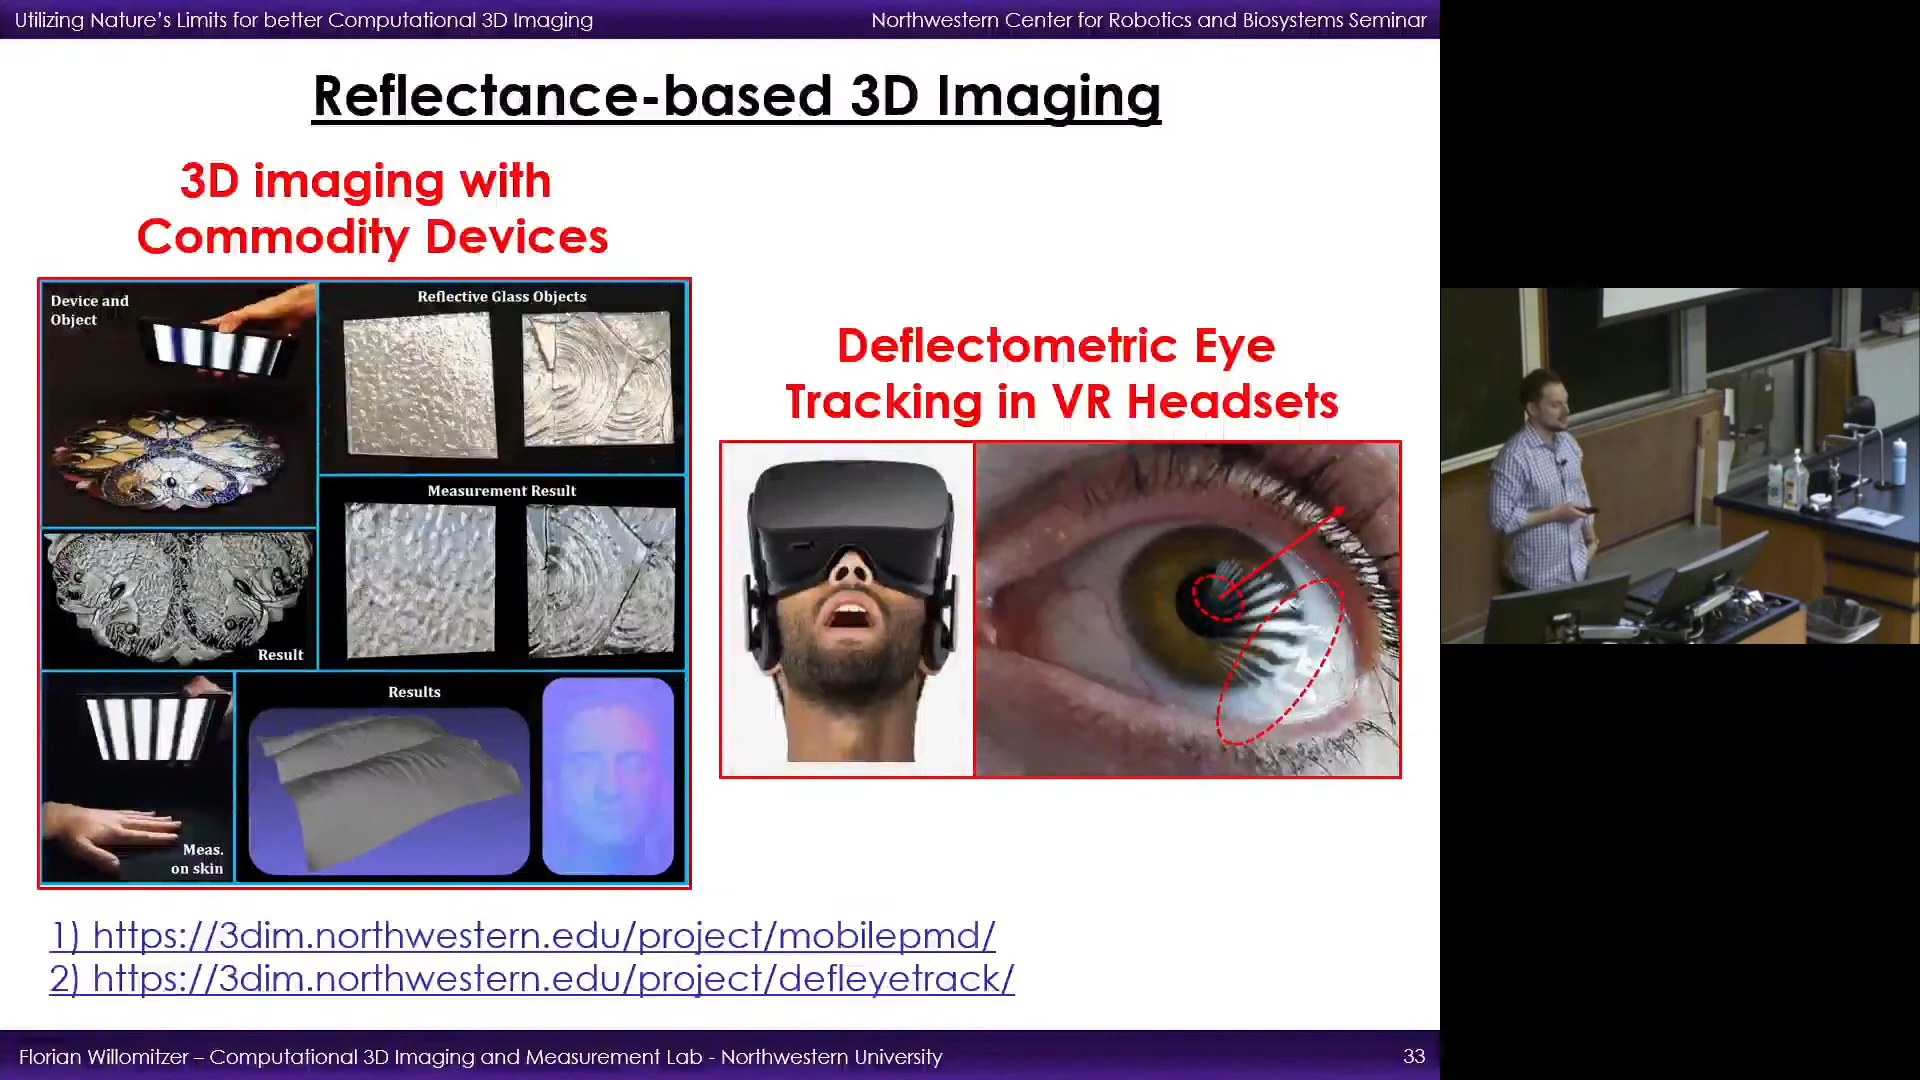 Utilizing Nature's Limits for better Computational 3D Imaging
Northwestern Center for Robotics and Biosystems Seminar
Reflectance-based 3D Imaging
3D imaging with
Commodity Devices
Device and
Object
Reflective Glass Objects
Measurement Result
Result
Results
Meas.
on skin
Deflectometric Eye
Tracking in VR Headsets
1) https://3dim.northwestern.edu/project/mobilepmd/
2) https://3dim.northwestern.edu/project/defleyetrack/
Florian Willomitzer – Computational 3D Imaging and Measurement Lab - Northwestern University
33